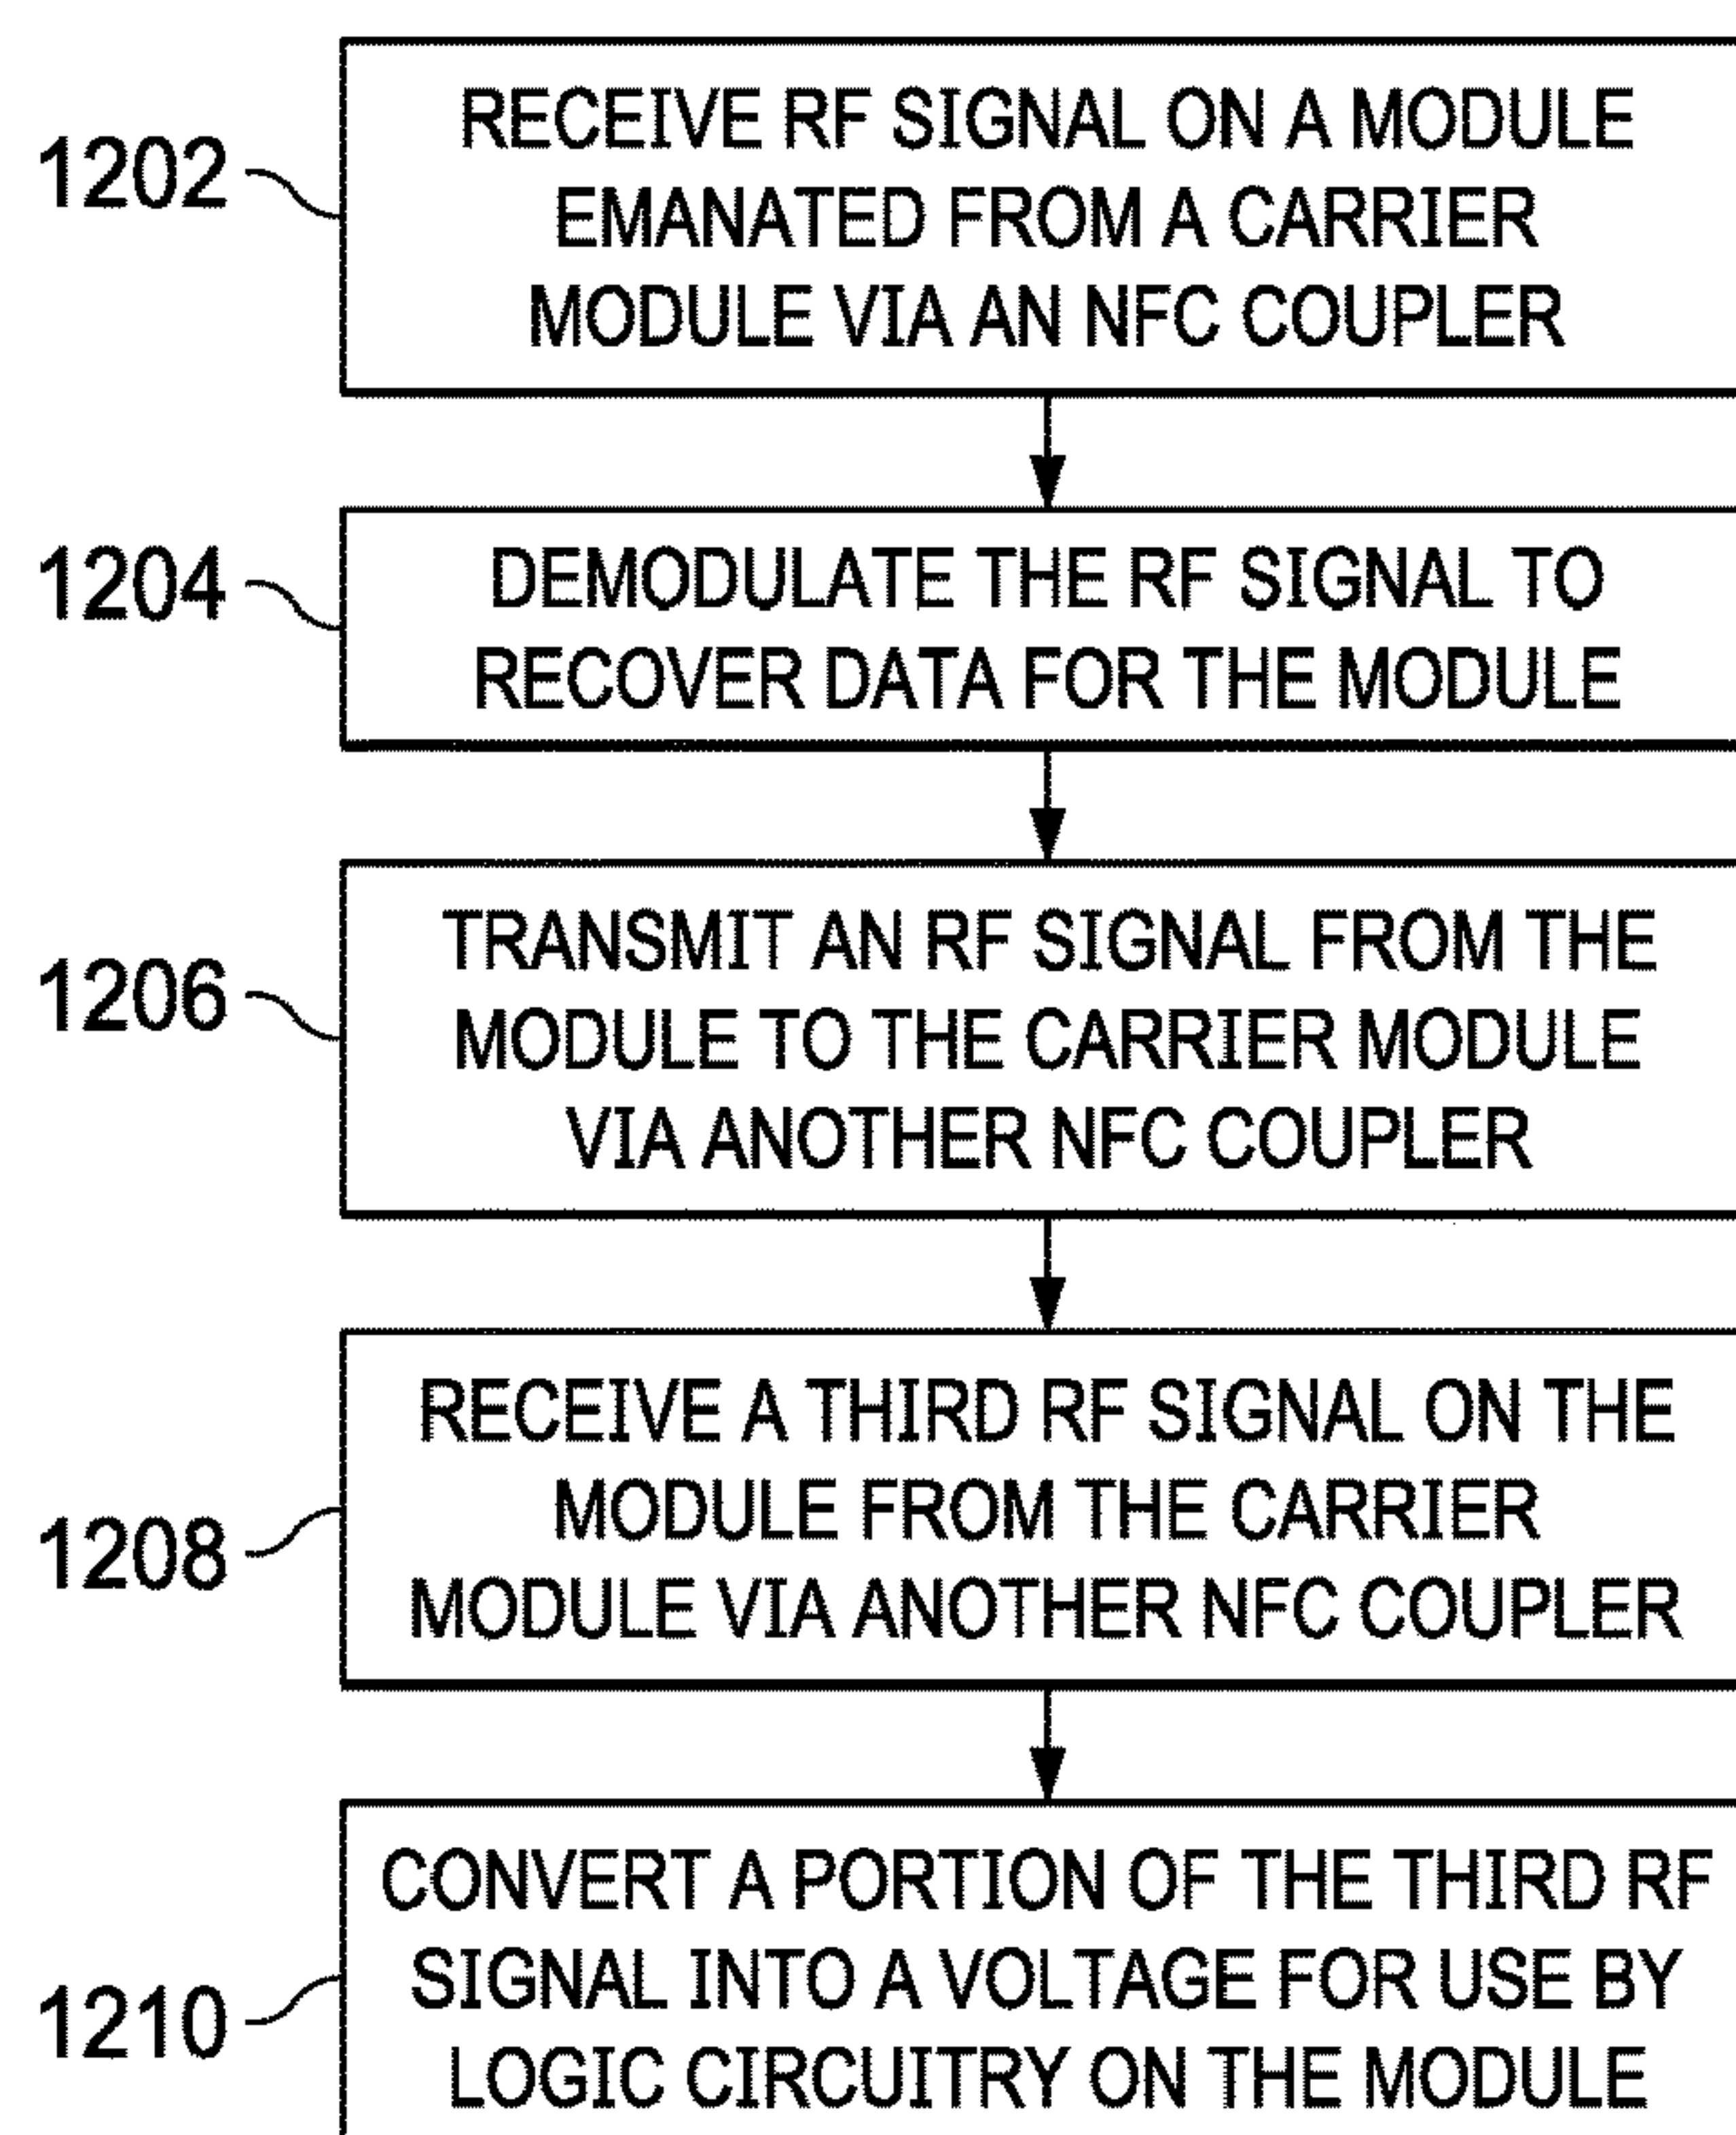 1202
RECEIVE RF SIGNAL ON A MODULE
EMANATED FROM A CARRIER
MODULE VIA AN NFC COUPLER
1204
DEMODULATE THE RF SIGNAL TO
RECOVER DATA FOR THE MODULE
1206
TRANSMIT AN RF SIGNAL FROM THE
MODULE TO THE CARRIER MODULE
VIA ANOTHER NFC COUPLER
1208
RECEIVE A THIRD RF SIGNAL ON THE
MODULE FROM THE CARRIER
MODULE VIA ANOTHER NFC COUPLER
1210
CONVERT A PORTION OF THE THIRD RF
SIGNAL INTO A VOLTAGE FOR USE BY
LOGIC CIRCUITRY ON THE MODULE